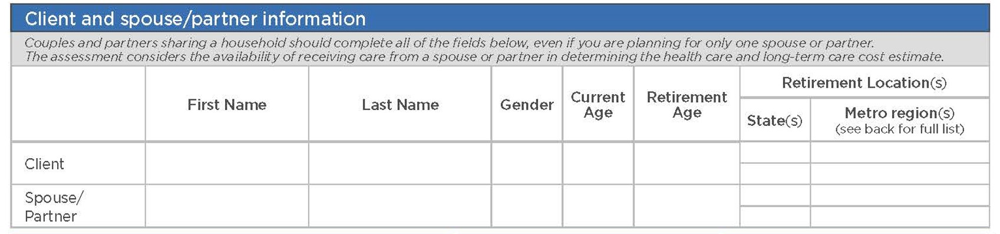 Client and spouse/partner information
Couples and partners sharing a household should complete all of the fields below, even if you are planning for only one spouse or partner.
The assessment considers the availability of receiving care from a spouse or partner in determining the health care and long-term care cost estimate.
First Name
Last Name
Gender
Current
Age
Retirement
Age
Retirement Location(s)
State(s)
Metro region(s)
(see back for full list)
Client
Spouse/
Partner